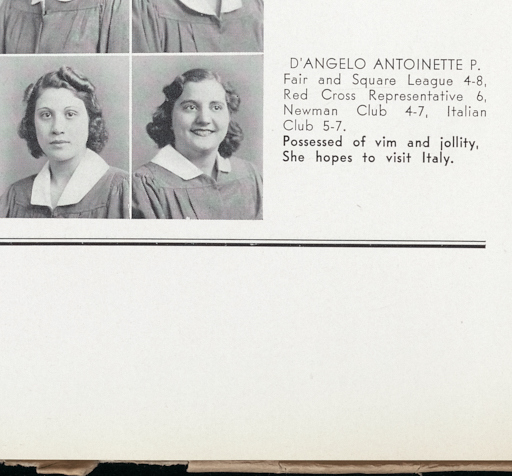 D'ANGELO ANTOINETTE P.
Fair and Square League 4-8,
Red Cross Representative 6,
Newman Club 4-7, Italian
Club 5-7.
Possessed of vim and jollity,
She hopes to visit Italy.